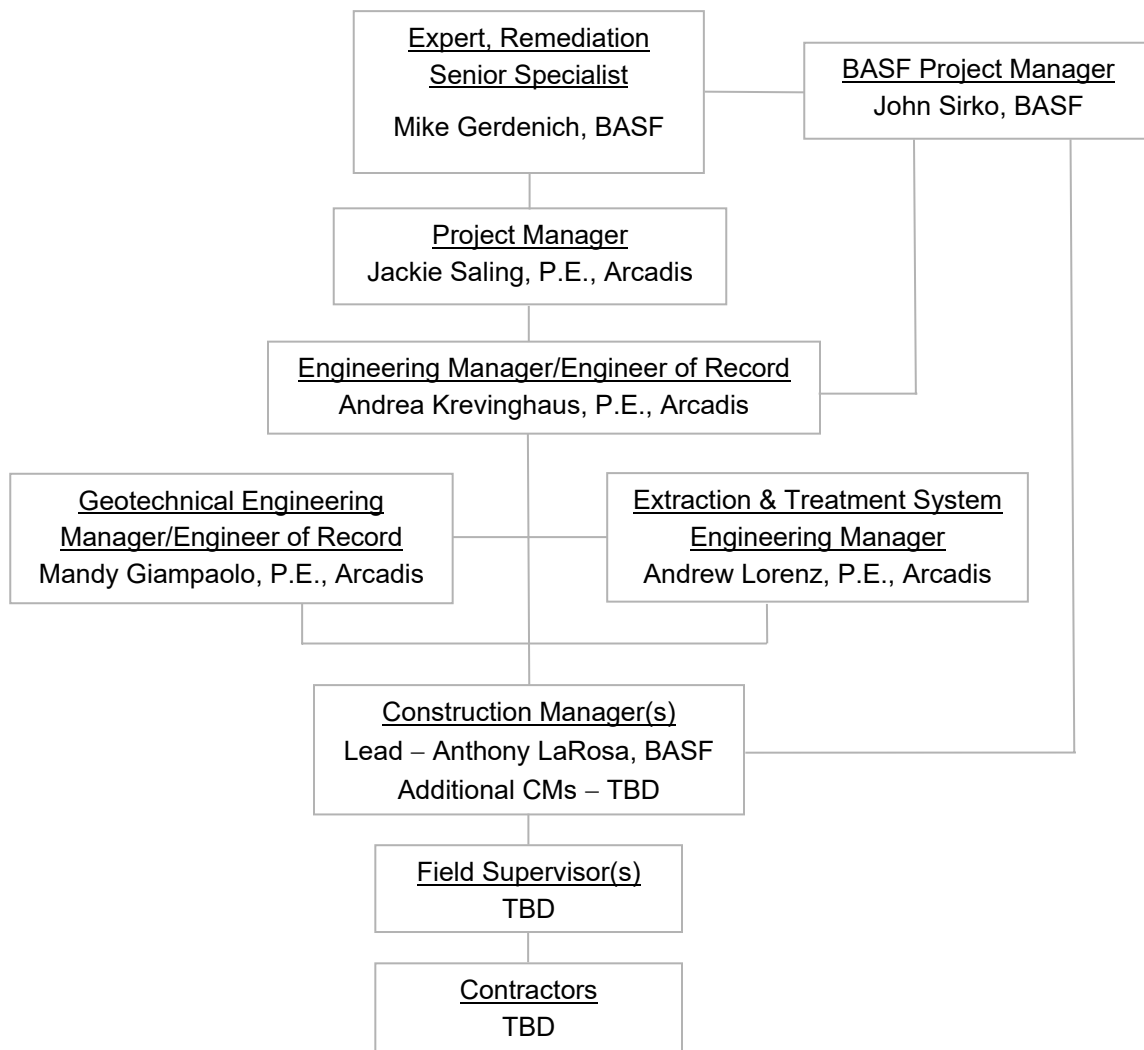 Expert, Remediation
Senior Specialist
Mike Gerdenich, BASF
BASF Project Manager
John Sirko, BASF
Project Manager
Jackie Saling, P.E., Arcadis
Engineering Manager/Engineer of Record
Andrea Krevinghaus, P.E., Arcadis
Geotechnical Engineering
Manager/Engineer of Record
Mandy Giampaolo, P.E., Arcadis
Extraction & Treatment System
Engineering Manager
Andrew Lorenz, P.E., Arcadis
Construction Manager(s)
Lead – Anthony LaRosa, BASF
Additional CMs – TBD
Field Supervisor(s)
TBD
Contractors
TBD